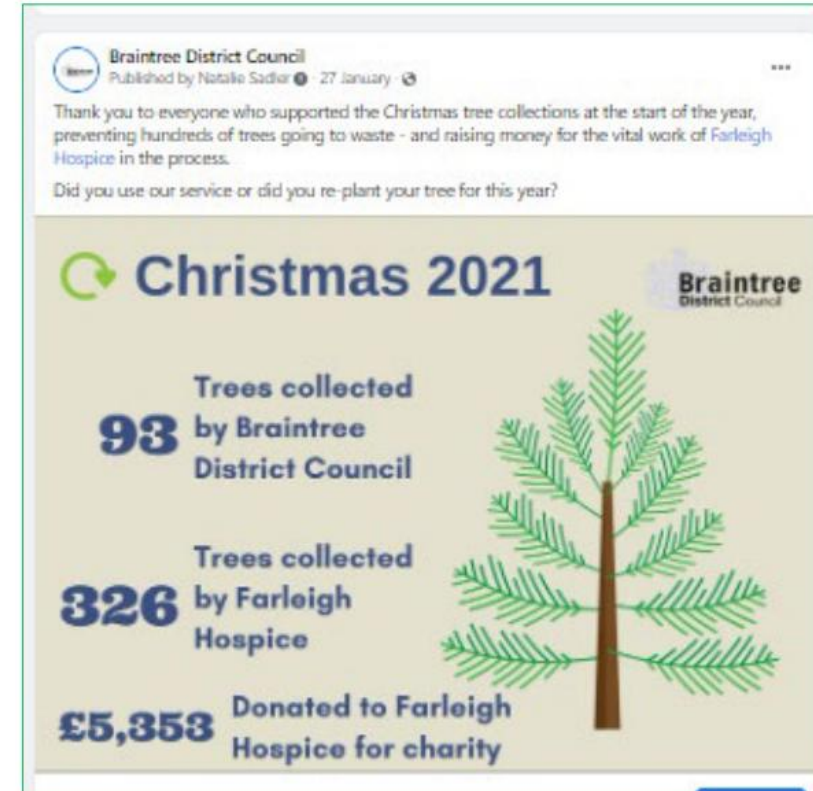 Braintree District Council
Published by Natalie Sadler · 27 January ·
Thank you to everyone who supported the Christmas tree collections at the start of the year,
preventing hundreds of trees going to waste - and raising money for the vital work of Farleigh
Hospice in the process.
Did you use our service or did you re-plant your tree for this year?
Christmas 2021
Braintree
District Council
93
Trees collected
by Braintree
District Council
326
Trees collected
by Farleigh
Hospice
£5,353
Donated to Farleigh
Hospice for charity